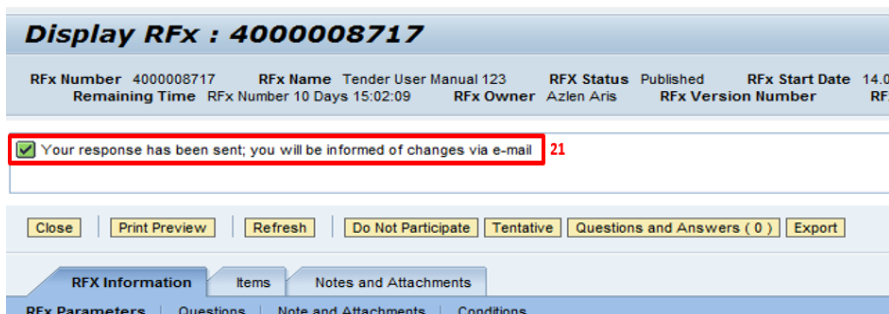 Display RFx : 4000008717
RFx Number 4000008717 RFx Name Tender User Manual 123 RFX Status Published RFx Start Date 14.0
Remaining Time RFx Number 10 Days 15:02:09 RFx Owner Azlen Aris RFx Version Number RF
Your response has been sent; you will be informed of changes via e-mail 21
Close Print Preview Refresh Do Not Participate Tentative Questions and Answers ( 0 ) Export
RFX Information Items Notes and Attachments
RFx Parameters Questions Note and Attachments Conditions